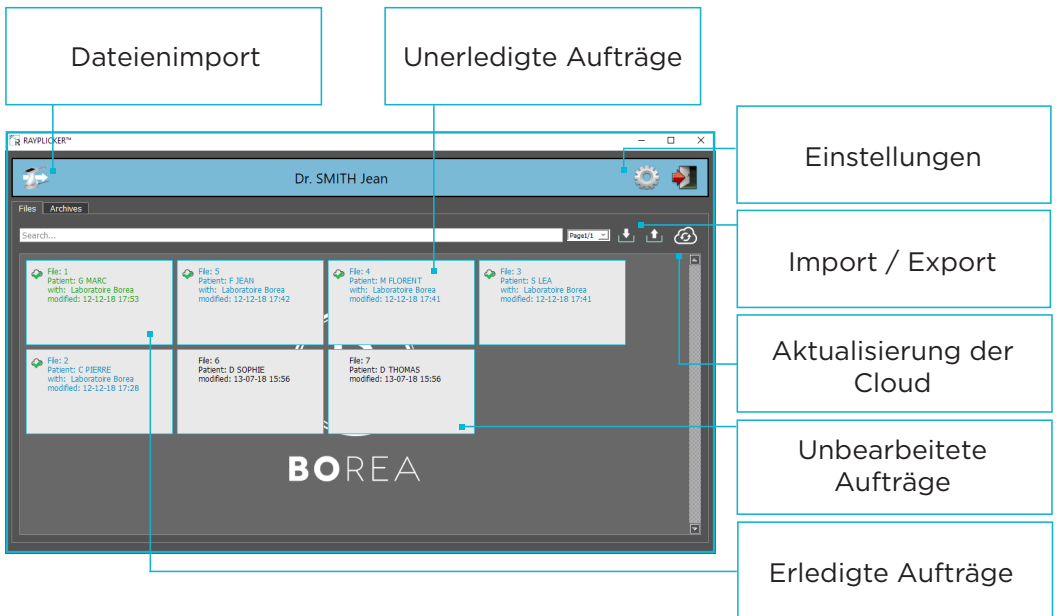 Dateienimport
Unerledigte Aufträge
RAYPLICKER™
Dr. SMITH Jean
Einstellungen
Files
Archives
Search...
Page1/1
Import / Export
File: 1
Patient: G MARC
with: Laboratoire Borea
modified: 12-12-18 17:53
File: 5
Patient: F JEAN
with: Laboratoire Borea
modified: 12-12-18 17:42
File: 4
Patient: M FLORENT
with: Laboratoire Borea
modified: 12-12-18 17:41
File: 3
Patient: S LEA
with: Laboratoire Borea
modified: 12-12-18 17:41
Aktualisierung der
Cloud
File: 2
Patient: C PIERRE
with: Laboratoire Borea
modified: 12-12-18 17:28
File: 6
Patient: D SOPHIE
modified: 13-07-18 15:56
File: 7
Patient: D THOMAS
modified: 13-07-18 15:56
Unbearbeitete
Aufträge
BOREA
Erledigte Aufträge